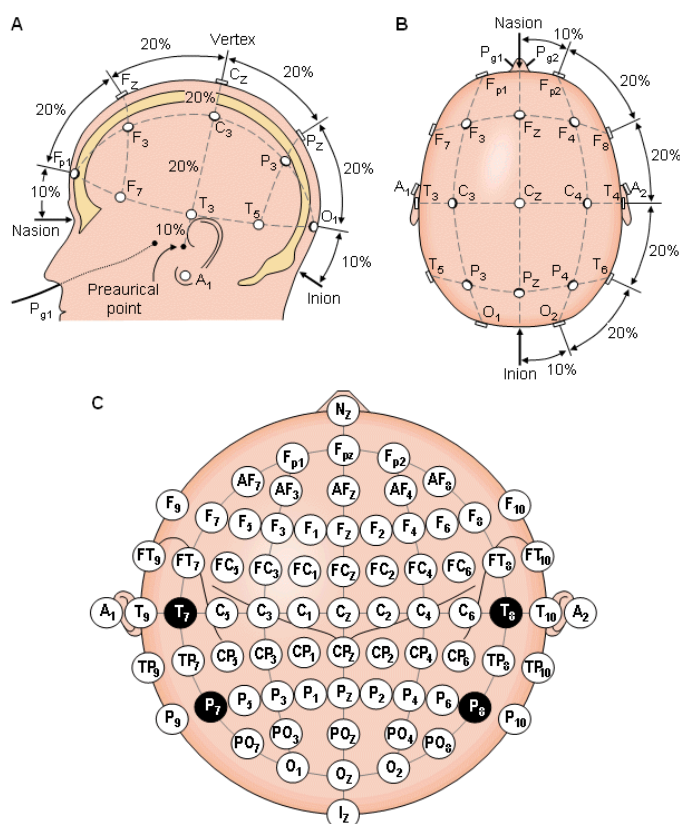 A
20%
Vertex
20%
Fz
Cz
20%
20%
Fp1
F3
C3
Pz
20%
P3
10%
F7
T3
T5
O1
Nasion
10%
10%
Preaurical
point
A1
Inion
Pg1
B
Nasion
10%
Pg1
Pg2
Fp1
Fp2
20%
F7
F3
Fz
F4
F8
20%
A1
T3
C3
Cz
C4
T4
A2
20%
T5
P3
Pz
P4
T6
O1
O2
20%
10%
Inion
C
Nz
Fp1 Fpz Fp2
AF7 AF3 AFz AF4 AF8
F9 F7 F5 F3 F1 Fz F2 F4 F6 F8 F10
FT9 FT7 FC5 FC3 FC1 FCz FC2 FC4 FC6 FT8 FT10
A1 T9 T7 C5 C3 C1 Cz C2 C4 C6 T8 T10 A2
TP9 TP7 CP5 CP3 CP1 CPz CP2 CP4 CP6 TP8 TP10
P9 P7 P5 P3 P1 Pz P2 P4 P6 P8 P10
PO7 PO3 POz PO4 PO8
O1 Oz O2
Iz